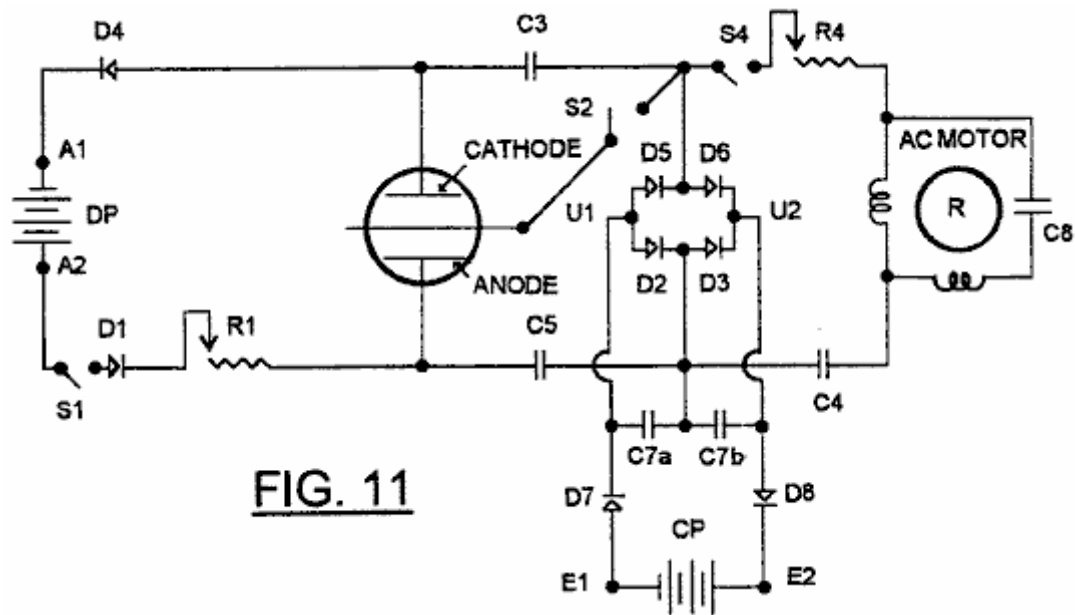 D4
C3
S4
R4
S2
A1
CATHODE
D5
D6
AC MOTOR
DP
U1
U2
R
C8
A2
D2
D3
ANODE
D1
R1
C5
S1
C4
C7a
C7b
FIG. 11
D7
D8
CP
E1
E2